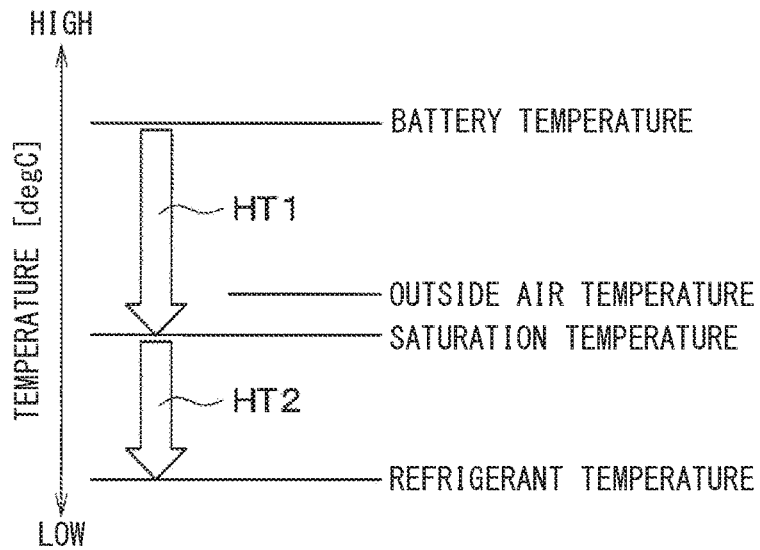 HIGH
BATTERY TEMPERATURE
HT1
TEMPERATURE [degC]
OUTSIDE AIR TEMPERATURE
SATURATION TEMPERATURE
HT2
REFRIGERANT TEMPERATURE
LOW